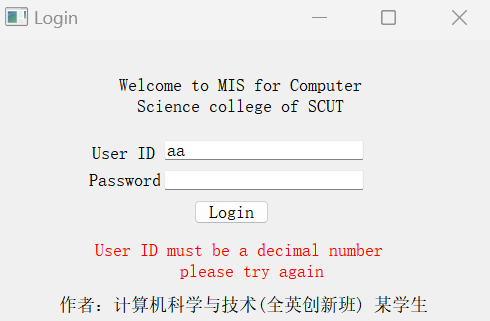 Login
Welcome to MIS for Computer
Science college of SCUT
User ID aa
Password
Login
User ID must be a decimal number
please try again
作者：计算机科学与技术(全英创新班) 某学生